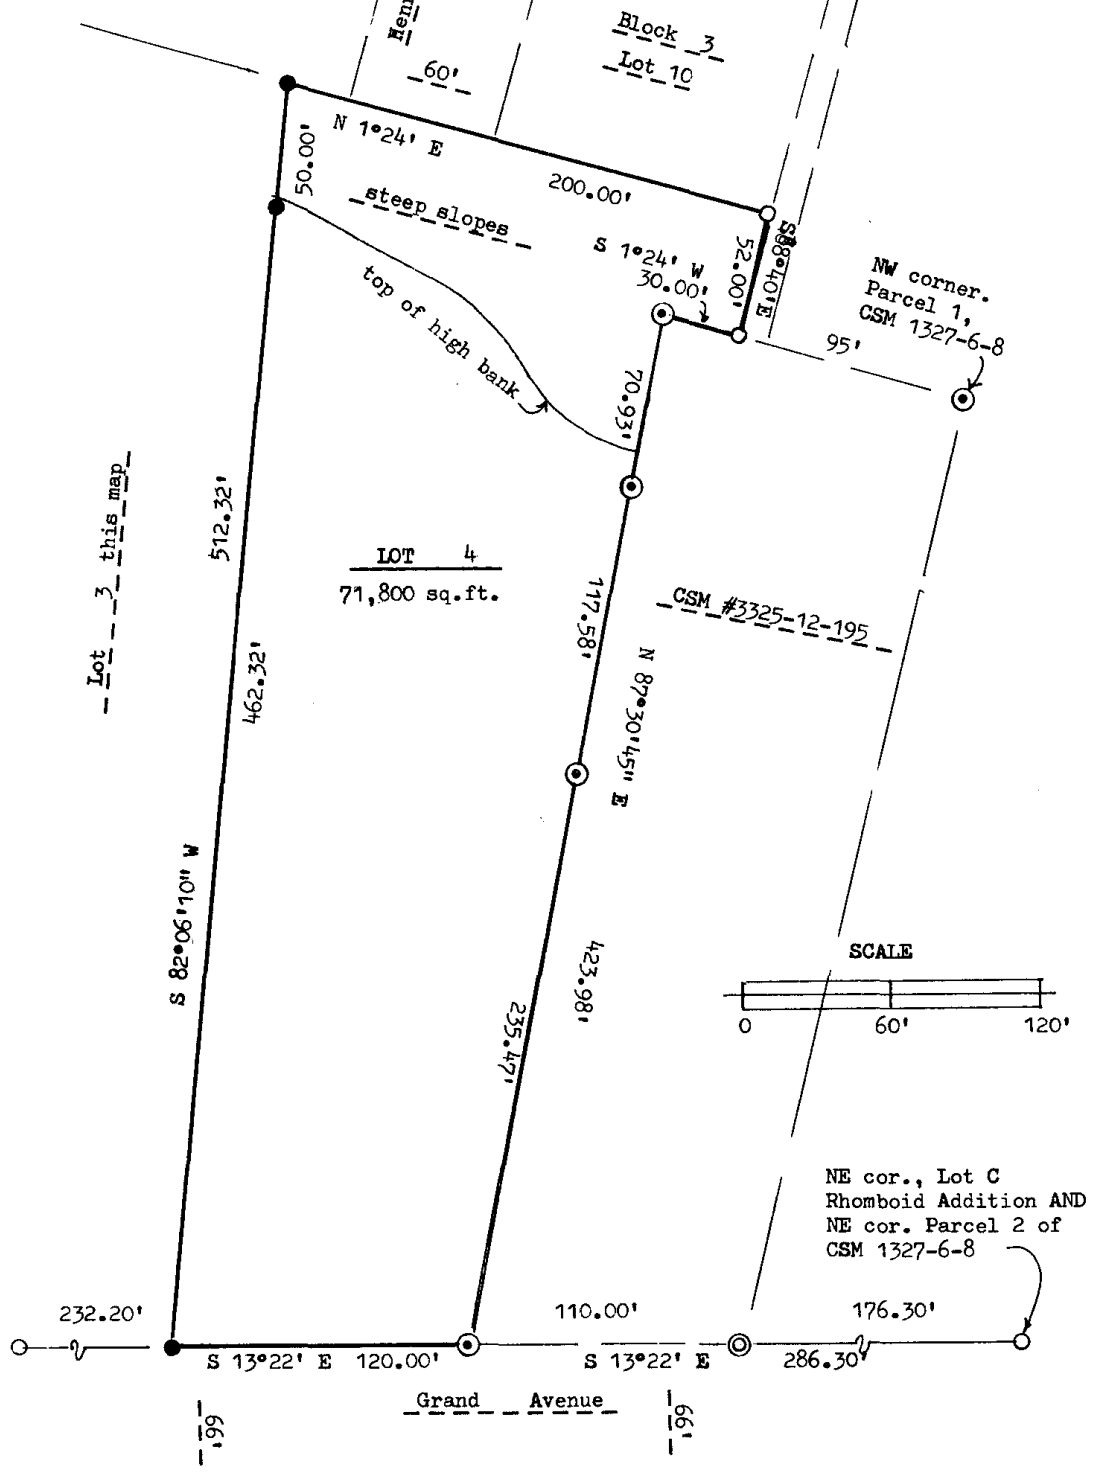 Block 3
Lot 10
60'
N 1°24' E
200.00'
50.00'
steep slopes
S 1°24' W
30.00'
52.00'
S 88°40' E
NW corner.
Parcel 1,
CSM 1327-6-8
95'
top of high bank
70.93'
Lot 3 this map
512.32'
LOT 4
71,800 sq.ft.
117.58'
CSM #3325-12-195
462.32'
N 87°30'45" E
S 82°06'10" W
423.98'
235.47'
SCALE
0 60' 120'
NE cor., Lot C
Rhomboid Addition AND
NE cor. Parcel 2 of
CSM 1327-6-8
232.20'
110.00'
176.30'
S 13°22' E 120.00'
S 13°22' E
286.30'
Grand Avenue
66'
66'